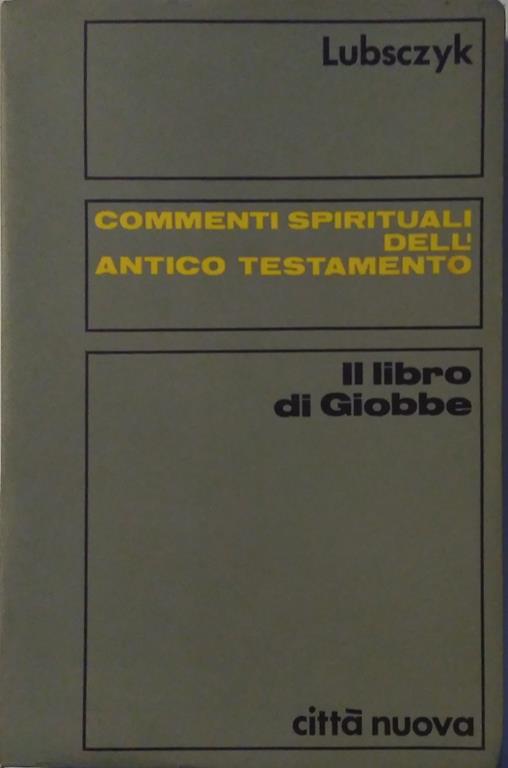 Lubsczyk
COMMENTI SPIRITUALI
DELL'
ANTICO TESTAMENTO
Il libro
di Giobbe
città nuova